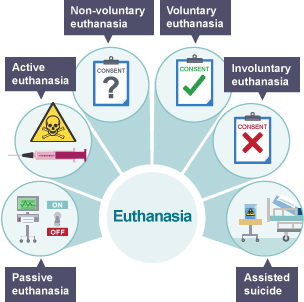 Non-voluntary
euthanasia
Voluntary
euthanasia
Active
euthanasia
CONSENT
?
CONSENT
Involuntary
euthanasia
CONSENT
Euthanasia
ON
OFF
Passive
euthanasia
Assisted
suicide